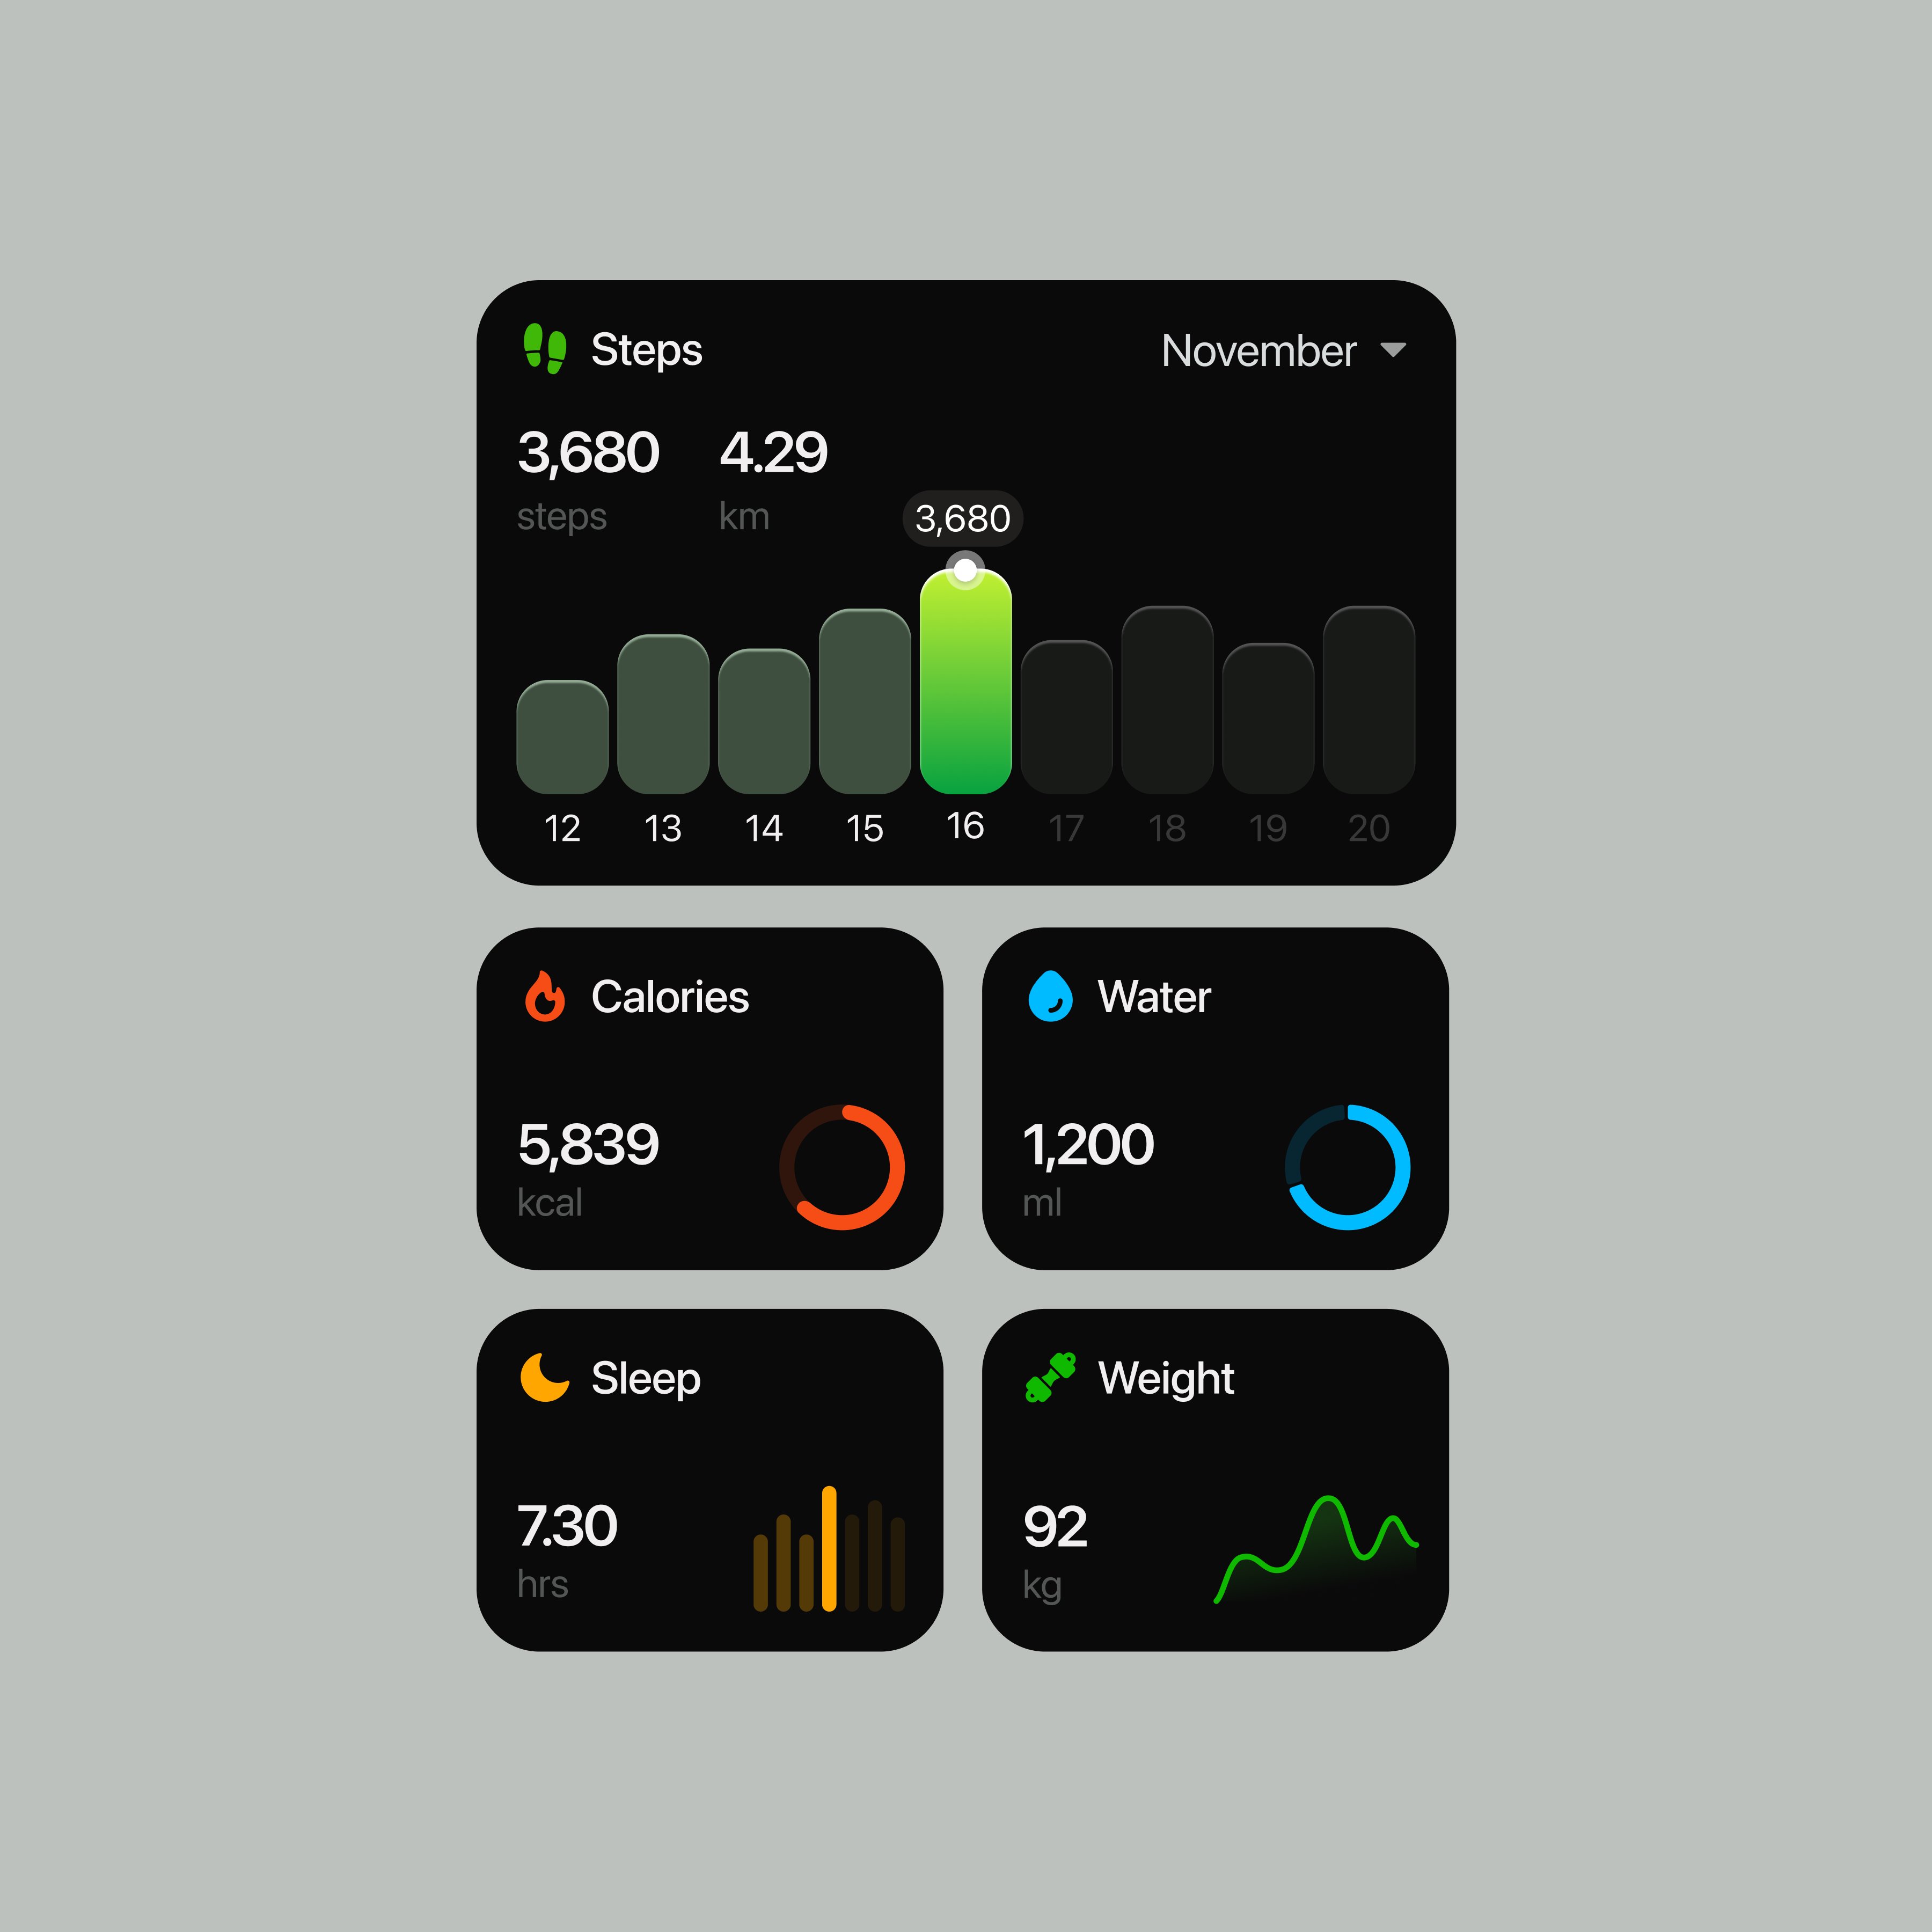 Steps
November
3,680
4.29
steps
km
3,680
12 13 14 15 16 17 18 19 20
Calories
5,839
kcal
Water
1,200
ml
Sleep
7.30
hrs
Weight
92
kg